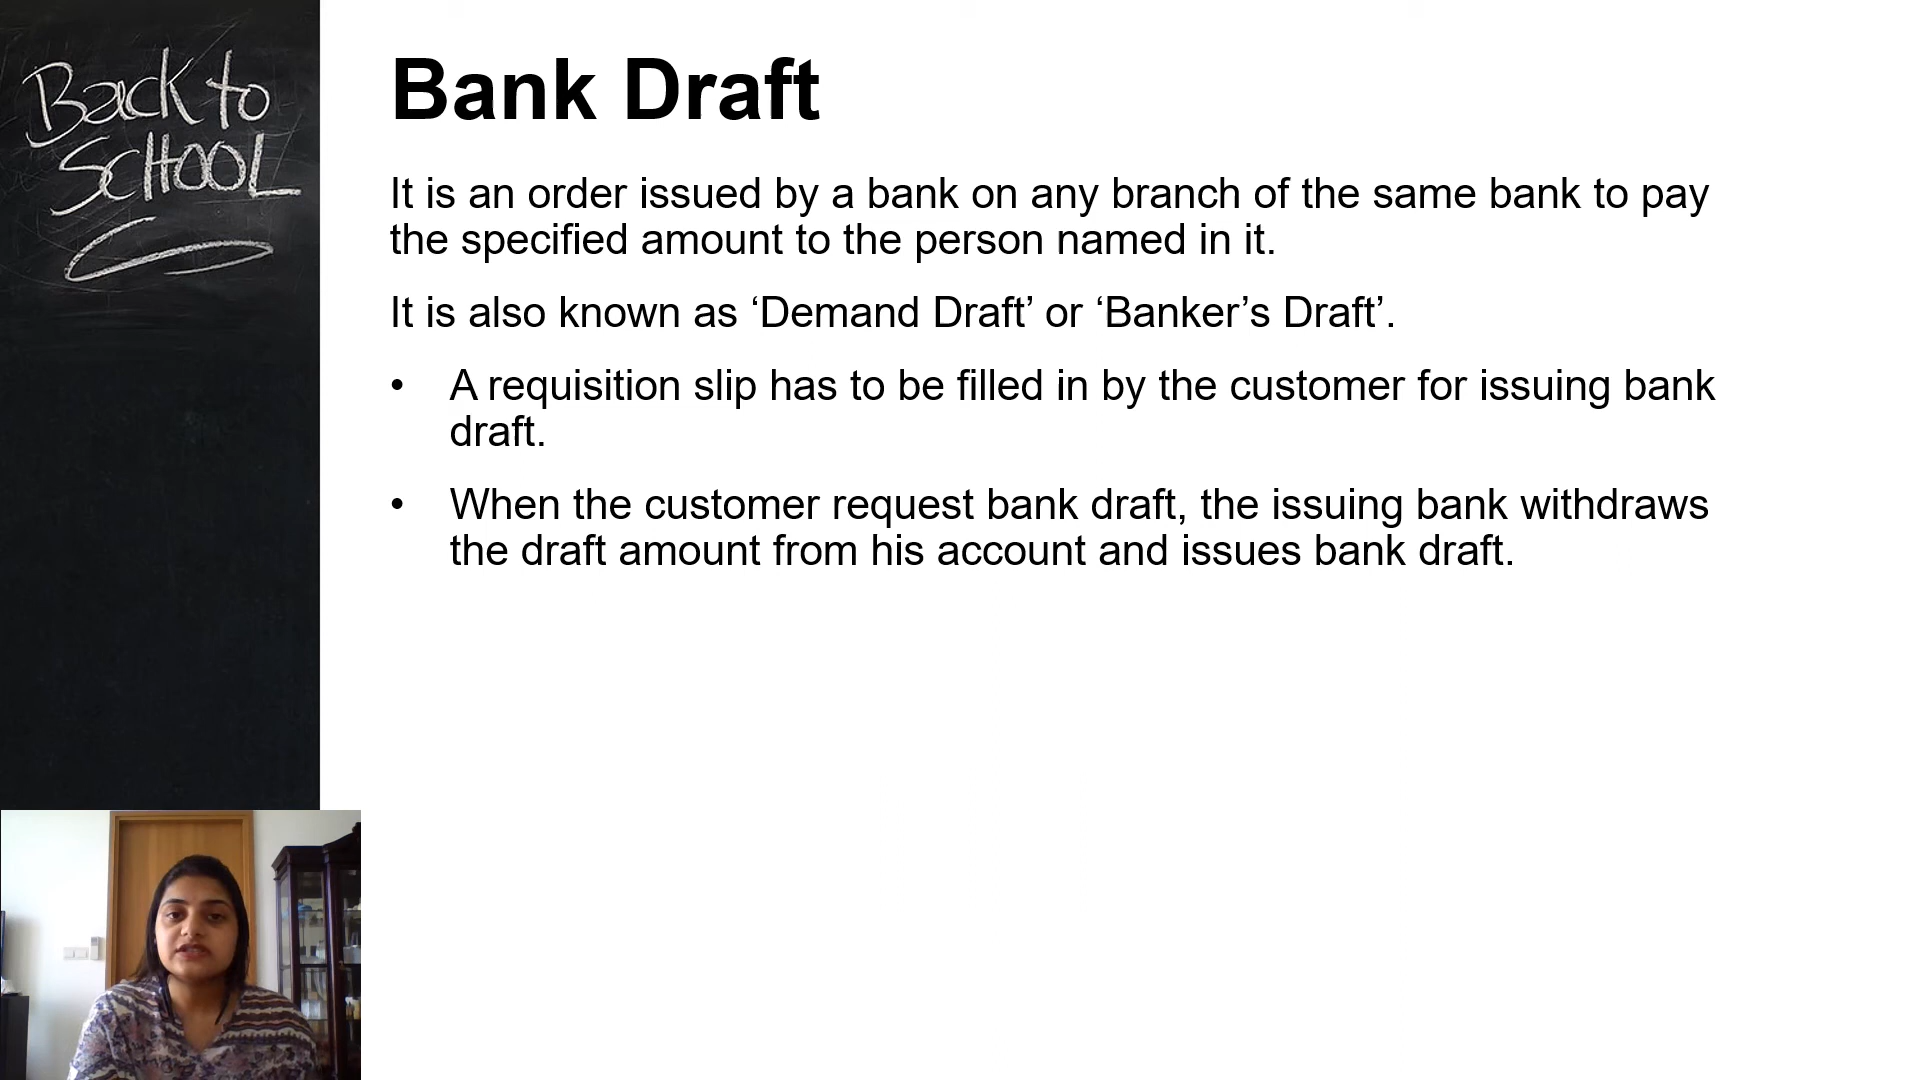 Back to
SCHOOL
Bank Draft
It is an order issued by a bank on any branch of the same bank to pay
the specified amount to the person named in it.
It is also known as ‘Demand Draft’ or ‘Banker’s Draft’.
• A requisition slip has to be filled in by the customer for issuing bank
draft.
• When the customer request bank draft, the issuing bank withdraws
the draft amount from his account and issues bank draft.